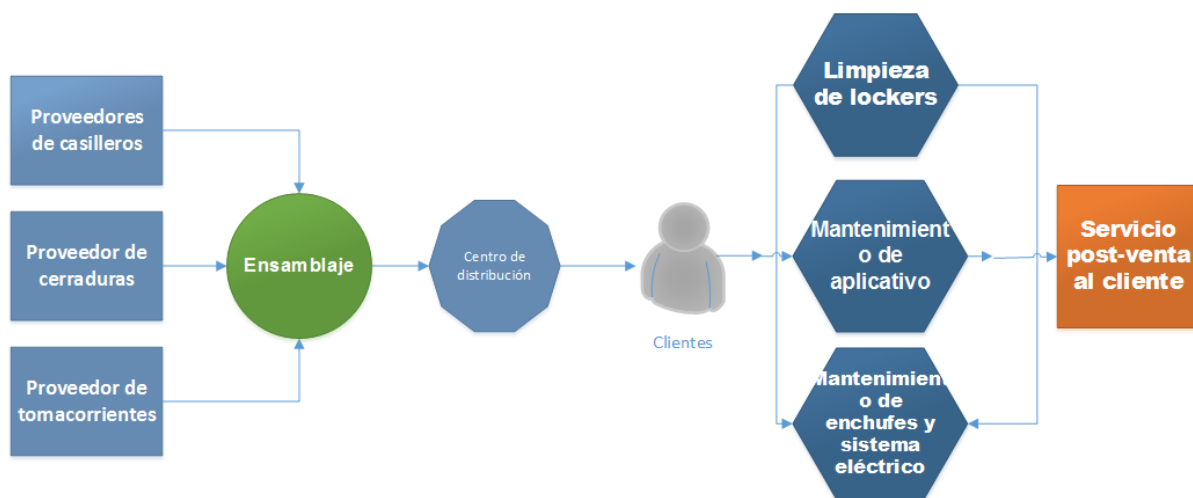 Proveedores
de casilleros
Proveedor de
cerraduras
Proveedor de
tomacorrientes
Ensamblaje
Centro de
distribución
Clientes
Limpieza
de lockers
Mantenimient
o de
aplicativo
Mantenimient
o de
enchufes y
sistema
eléctrico
Servicio
post-venta
al cliente